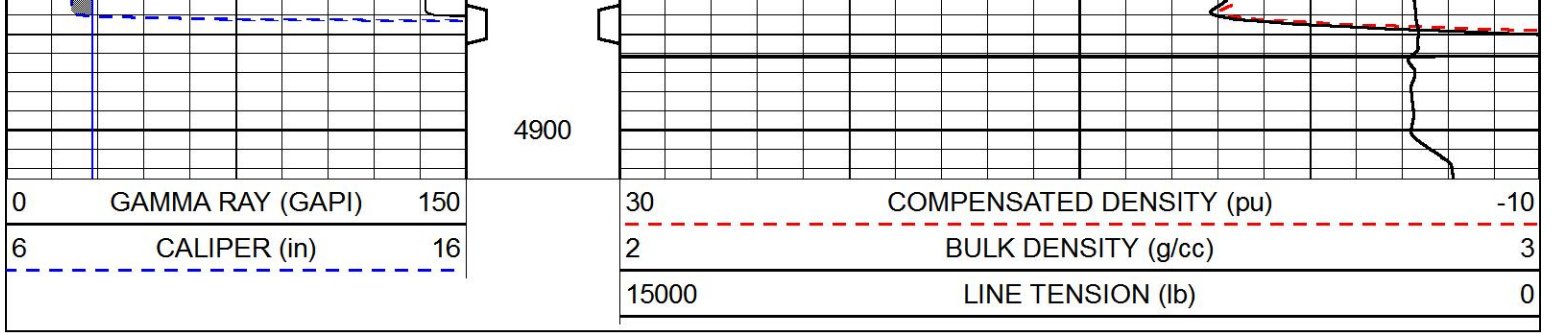 4900
0 GAMMA RAY (GAPI) 150
6 CALIPER (in) 16
30 COMPENSATED DENSITY (pu) -10
2 BULK DENSITY (g/cc) 3
15000 LINE TENSION (lb) 0